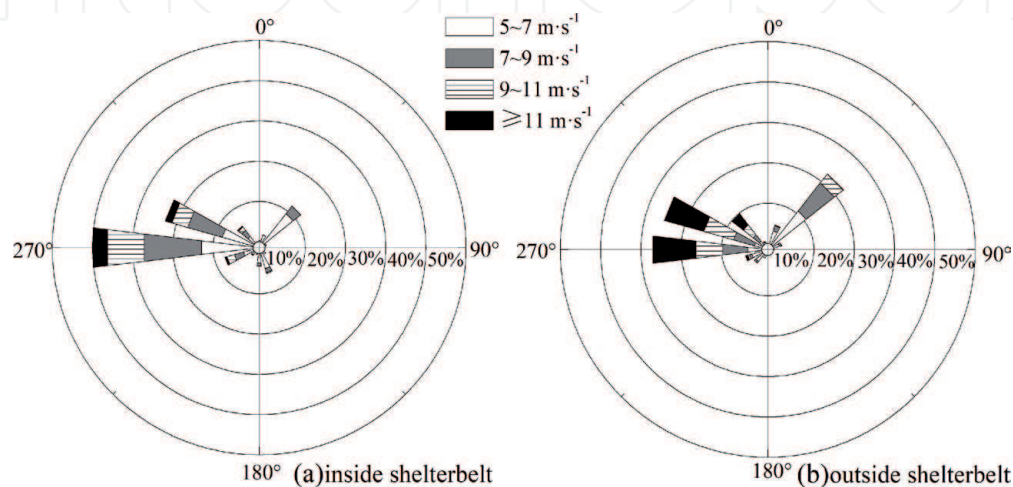 0°
5~7 m·s⁻¹
7~9 m·s⁻¹
9~11 m·s⁻¹
⩾11 m·s⁻¹
0°
270°
10% 20% 30% 40% 50%
90°
270°
10% 20% 30% 40% 50%
90°
180°
(a)inside shelterbelt
180°
(b)outside shelterbelt